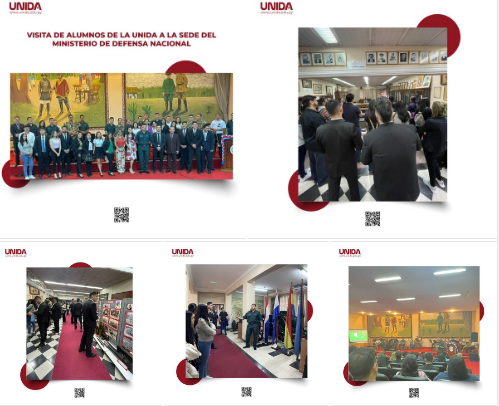 UNIDA
UNIDA
VISITA DE ALUMNOS DE LA UNIDA A LA SEDE DEL
MINISTERIO DE DEFENSA NACIONAL
UNIDA
UNIDA
UNIDA